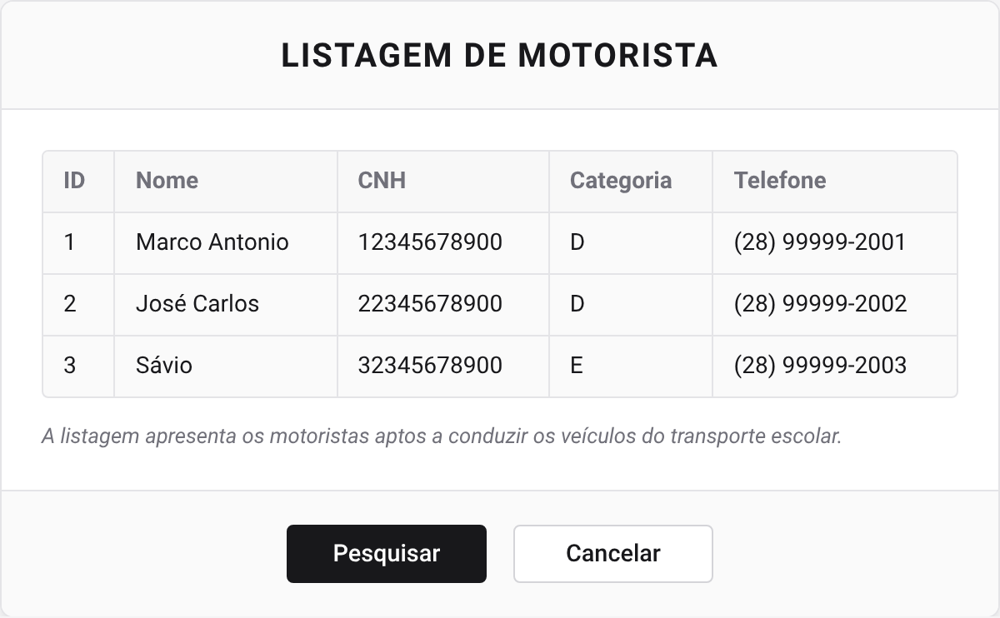 LISTAGEM DE MOTORISTA
ID Nome CNH Categoria Telefone
1 Marco Antonio 12345678900 D (28) 99999-2001
2 José Carlos 22345678900 D (28) 99999-2002
3 Sávio 32345678900 E (28) 99999-2003
A listagem apresenta os motoristas aptos a conduzir os veículos do transporte escolar.
Pesquisar Cancelar